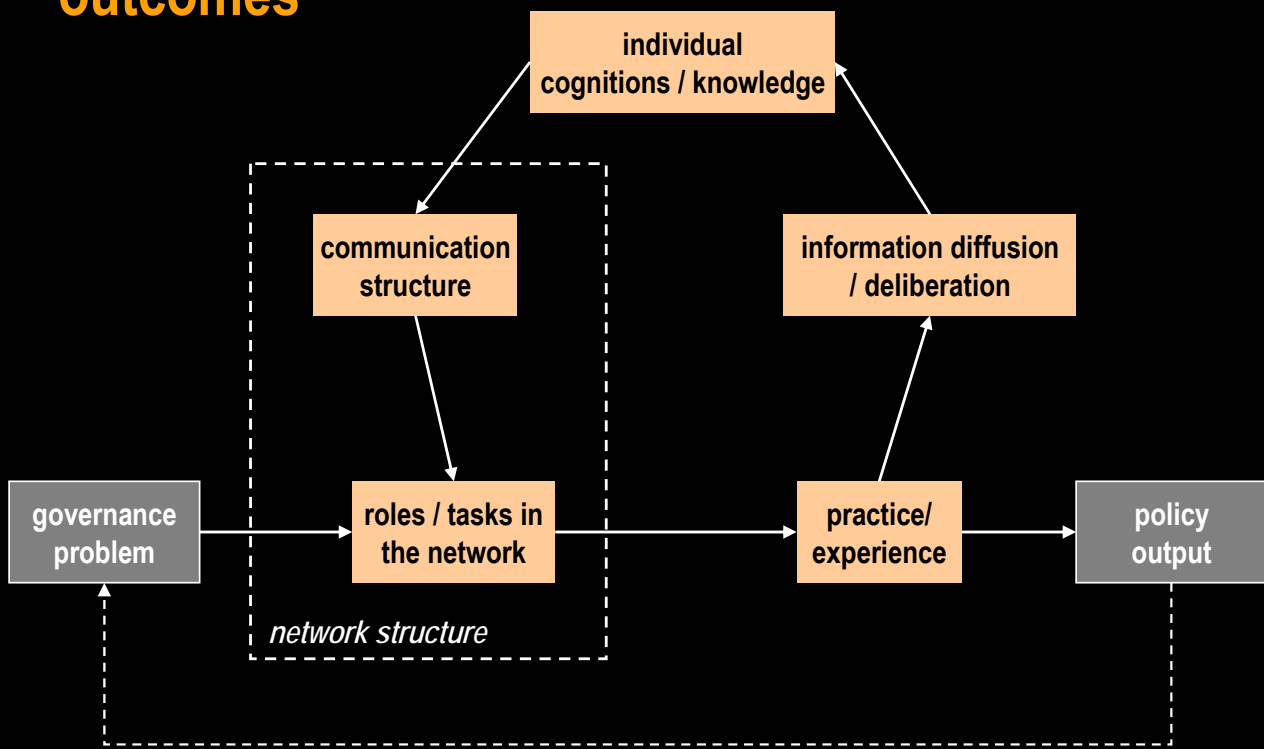 outcomes
individual
cognitions / knowledge
communication
structure
information diffusion
/ deliberation
governance
problem
roles / tasks in
the network
practice/
experience
policy
output
network structure